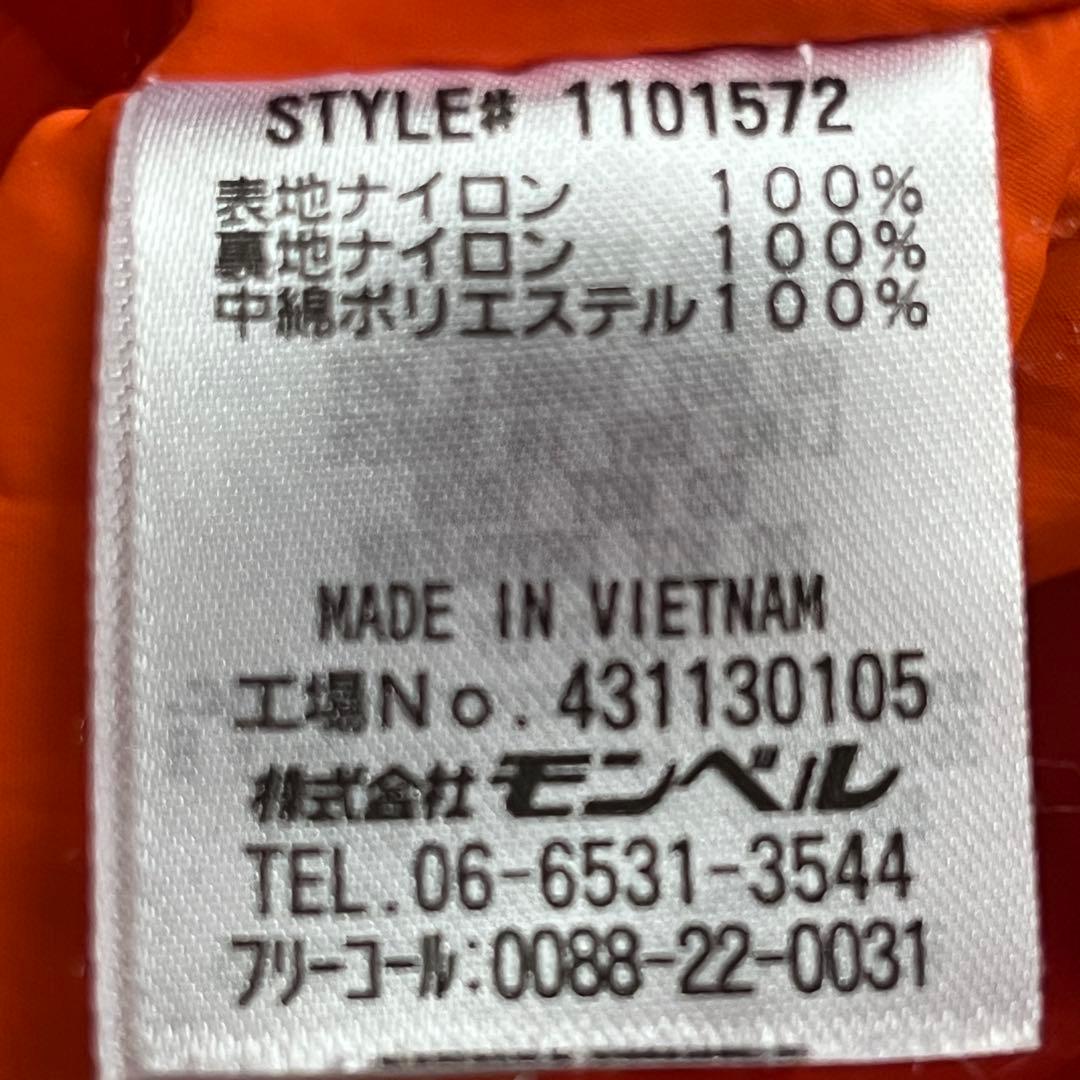 STYLE# 1101572
表地ナイロン 100%
裏地ナイロン 100%
中綿ポリエステル100%
MADE IN VIETNAM
工場No. 431130105
株式会社 モンベル
TEL. 06-6531-3544
フリーコール:0088-22-0031